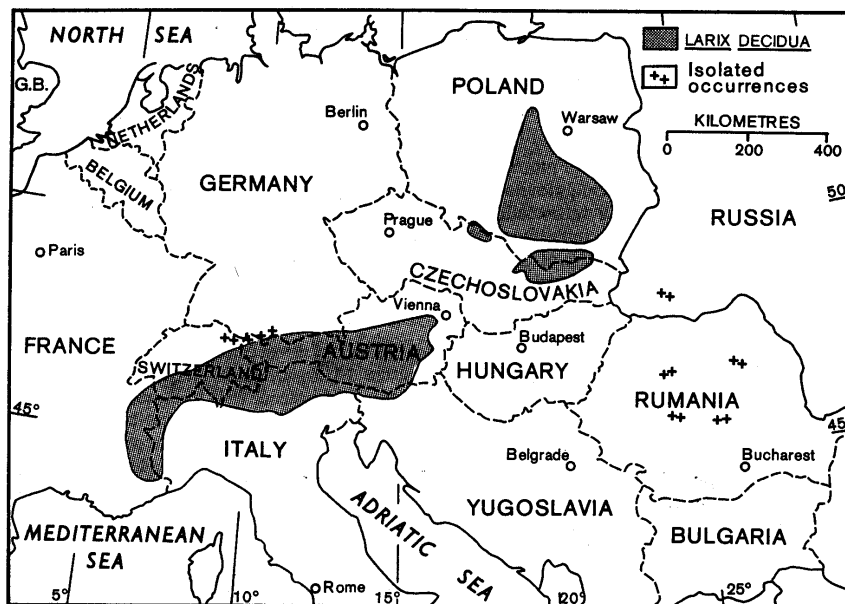 NORTH SEA
G.B.
NETHERLANDS
BELGIUM
Berlin
POLAND
Warsaw
LARIX DECIDUA
Isolated
occurrences
KILOMETRES
0 200 400
50
GERMANY
Prague
RUSSIA
Paris
CZECHOSLOVAKIA
Vienna
FRANCE
SWITZERLAND
AUSTRIA
Budapest
HUNGARY
RUMANIA
45°
45
ITALY
Belgrade
Bucharest
YUGOSLAVIA
ADRIATIC SEA
BULGARIA
MEDITERRANEAN
SEA
Rome
5° 10° 15° 20° 25°